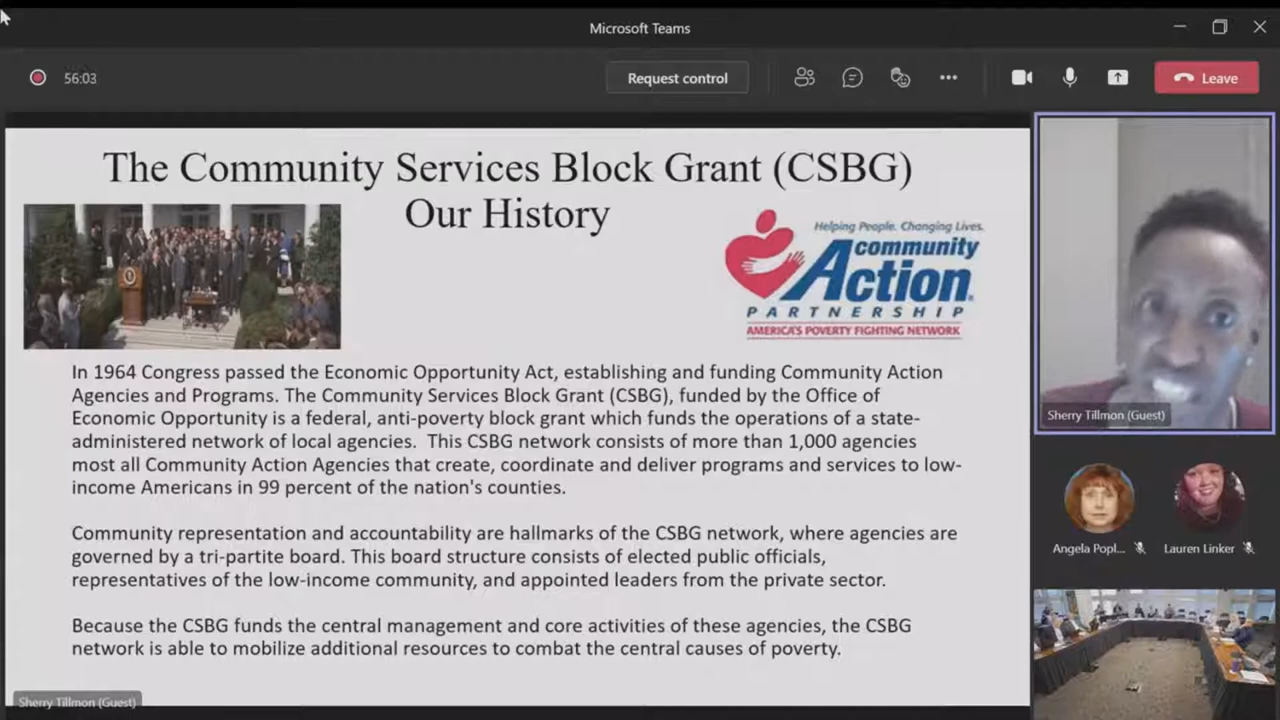 Microsoft Teams
56:03
Request control
Leave
The Community Services Block Grant (CSBG)
Our History
Helping People. Changing Lives.
community
Action
PARTNERSHIP
AMERICA'S POVERTY FIGHTING NETWORK
In 1964 Congress passed the Economic Opportunity Act, establishing and funding Community Action
Agencies and Programs. The Community Services Block Grant (CSBG), funded by the Office of
Economic Opportunity is a federal, anti-poverty block grant which funds the operations of a state-
administered network of local agencies. This CSBG network consists of more than 1,000 agencies
most all Community Action Agencies that create, coordinate and deliver programs and services to low-
income Americans in 99 percent of the nation's counties.
Community representation and accountability are hallmarks of the CSBG network, where agencies are
governed by a tri-partite board. This board structure consists of elected public officials,
representatives of the low-income community, and appointed leaders from the private sector.
Because the CSBG funds the central management and core activities of these agencies, the CSBG
network is able to mobilize additional resources to combat the central causes of poverty.
Sherry Tillmon (Guest)
Sherry Tillmon (Guest)
Angela Popl...
Lauren Linker